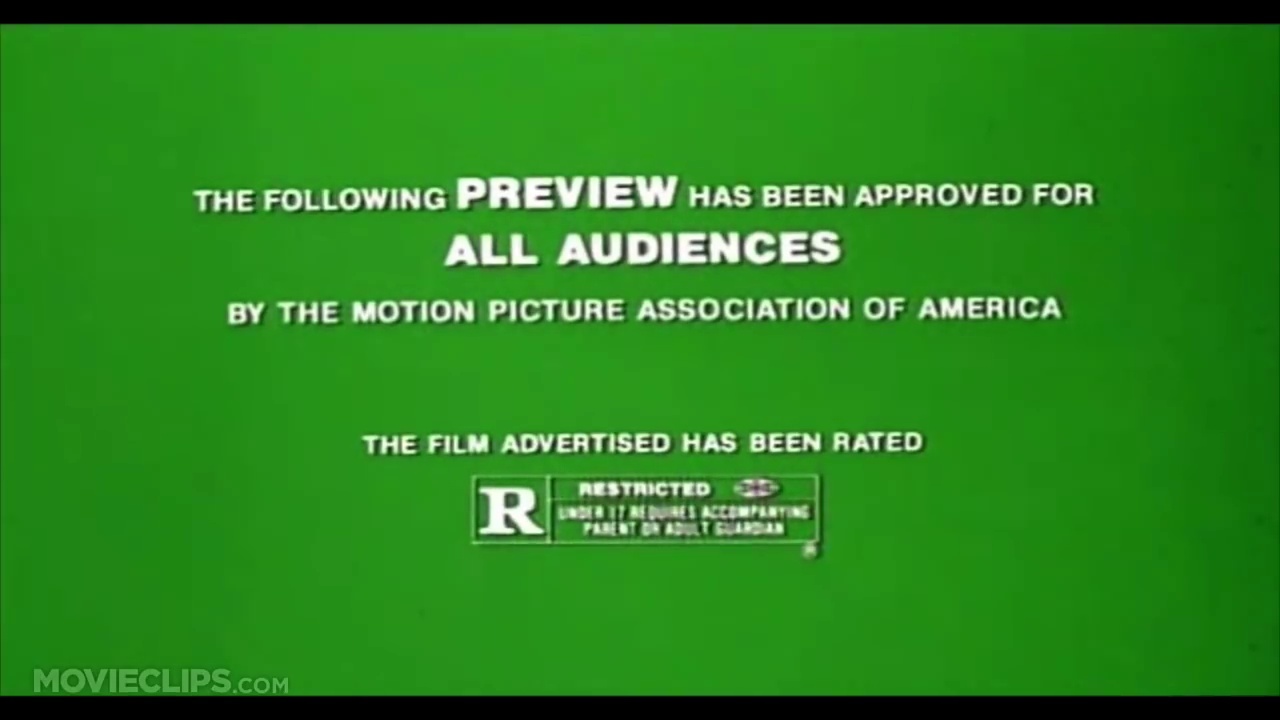 THE FOLLOWING PREVIEW HAS BEEN APPROVED FOR
ALL AUDIENCES
BY THE MOTION PICTURE ASSOCIATION OF AMERICA
THE FILM ADVERTISED HAS BEEN RATED
R RESTRICTED
UNDER 17 REQUIRES ACCOMPANYING
PARENT OR ADULT GUARDIAN
MOVIECLIPS.COM